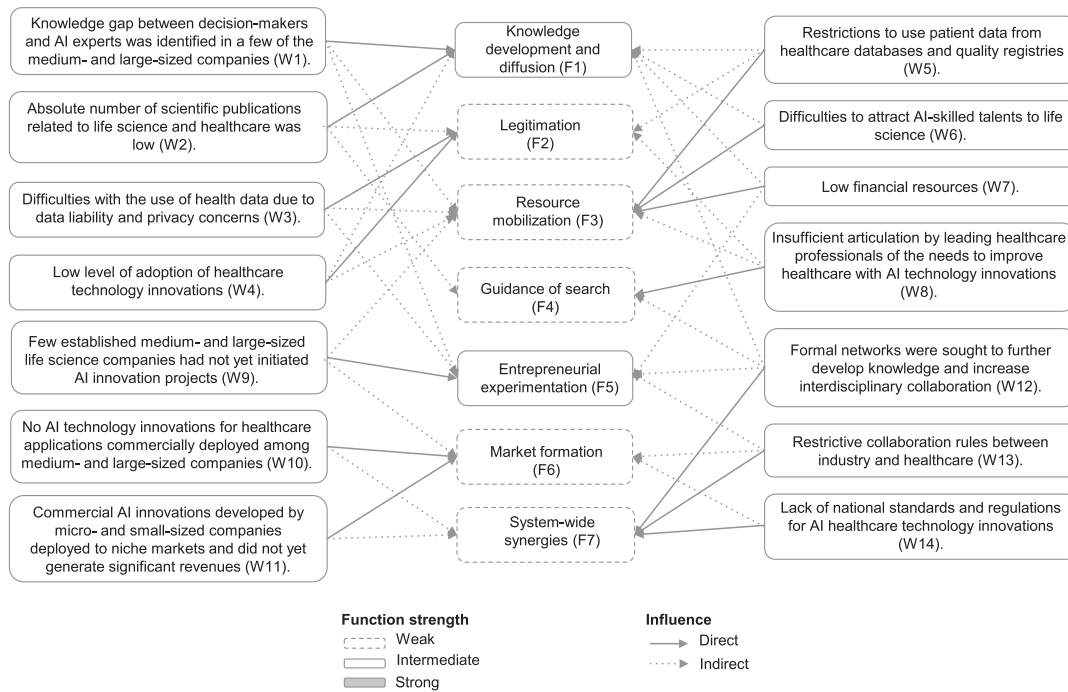 Knowledge gap between decision-makers
and AI experts was identified in a few of the
medium- and large-sized companies (W1).
Absolute number of scientific publications
related to life science and healthcare was
low (W2).
Difficulties with the use of health data due to
data liability and privacy concerns (W3).
Low level of adoption of healthcare
technology innovations (W4).
Few established medium- and large-sized
life science companies had not yet initiated
AI innovation projects (W9).
No AI technology innovations for healthcare
applications commercially deployed among
medium- and large-sized companies (W10).
Commercial AI innovations developed by
micro- and small-sized companies
deployed to niche markets and did not yet
generate significant revenues (W11).
Knowledge
development and
diffusion (F1)
Legitimation
(F2)
Resource
mobilization (F3)
Guidance of search
(F4)
Entrepreneurial
experimentation (F5)
Market formation
(F6)
System-wide
synergies (F7)
Restrictions to use patient data from
healthcare databases and quality registries
(W5).
Difficulties to attract AI-skilled talents to life
science (W6).
Low financial resources (W7).
Insufficient articulation by leading healthcare
professionals of the needs to improve
healthcare with AI technology innovations
(W8).
Formal networks were sought to further
develop knowledge and increase
interdisciplinary collaboration (W12).
Restrictive collaboration rules between
industry and healthcare (W13).
Lack of national standards and regulations
for AI healthcare technology innovations
(W14).
Function strength
Weak
Intermediate
Strong
Influence
Direct
Indirect